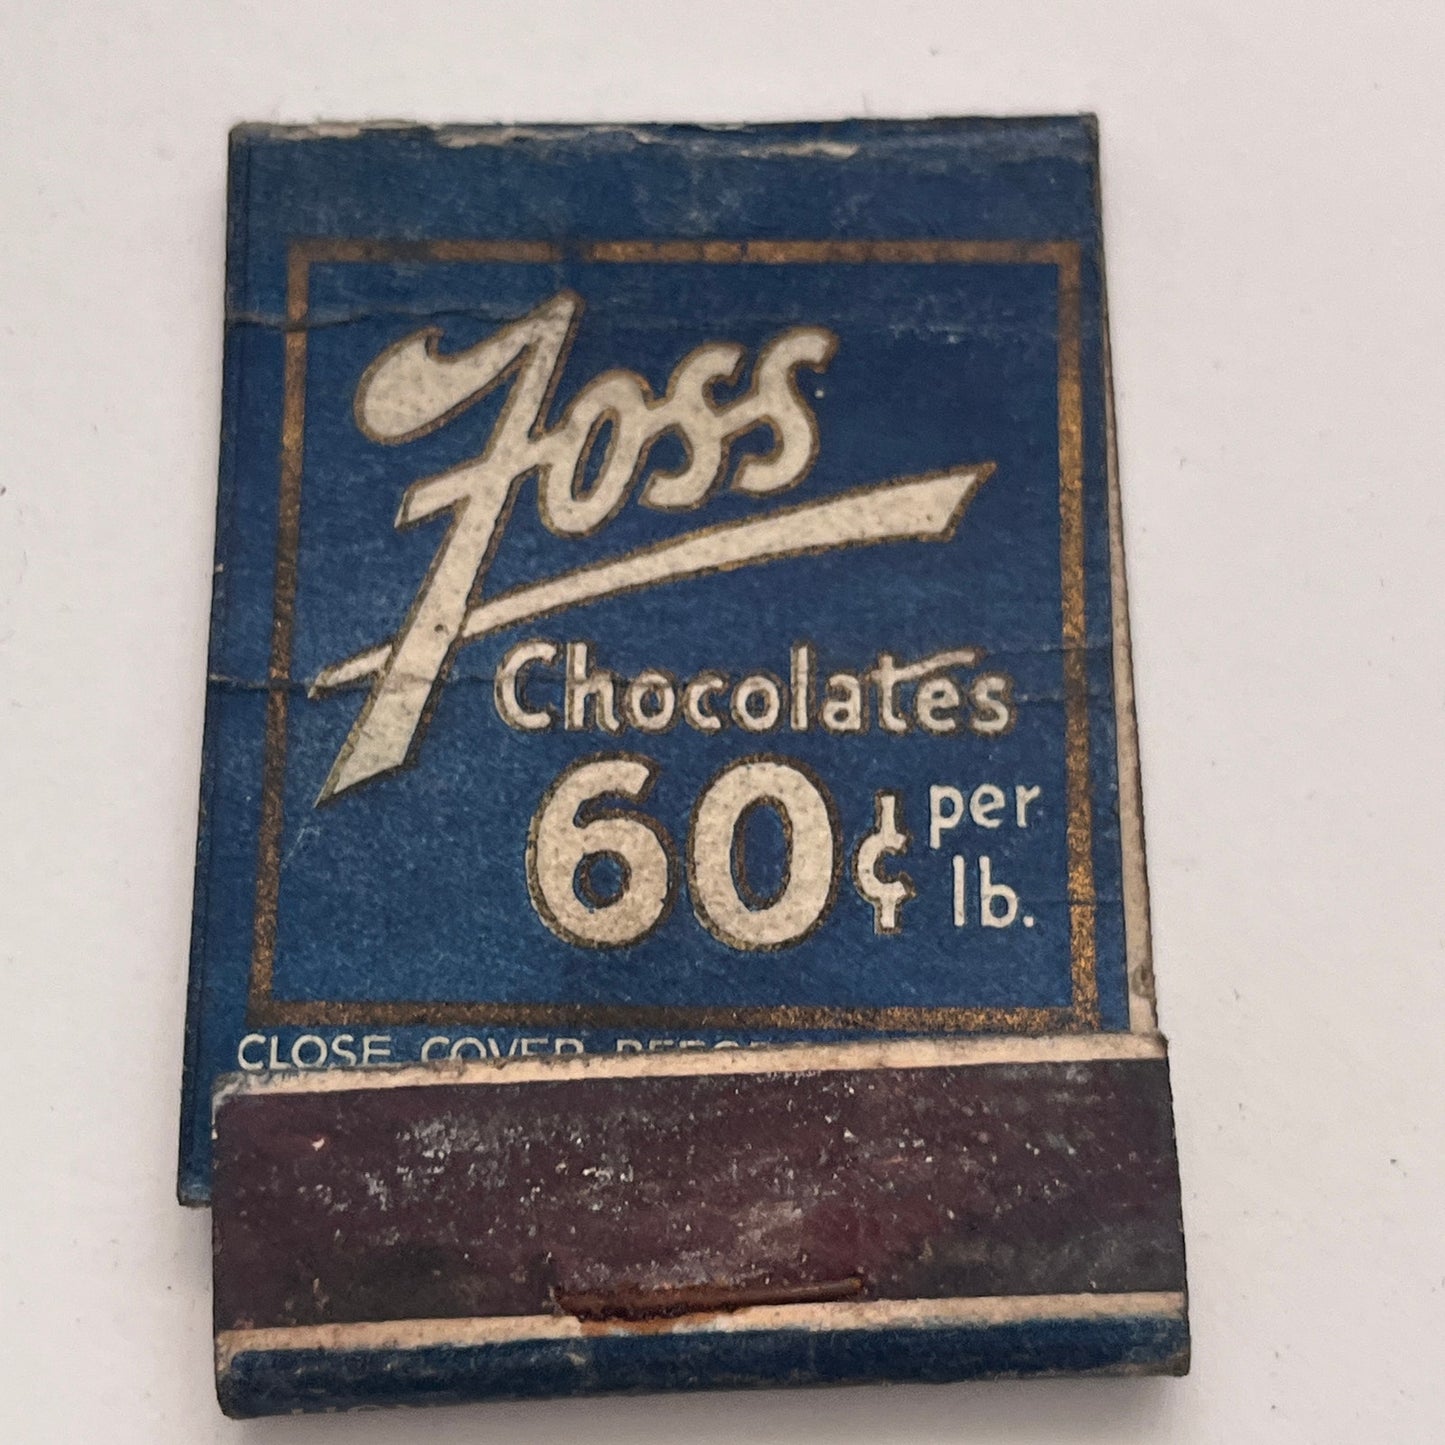 Foss
Chocolates
60¢ per
lb.
CLOSE COVER